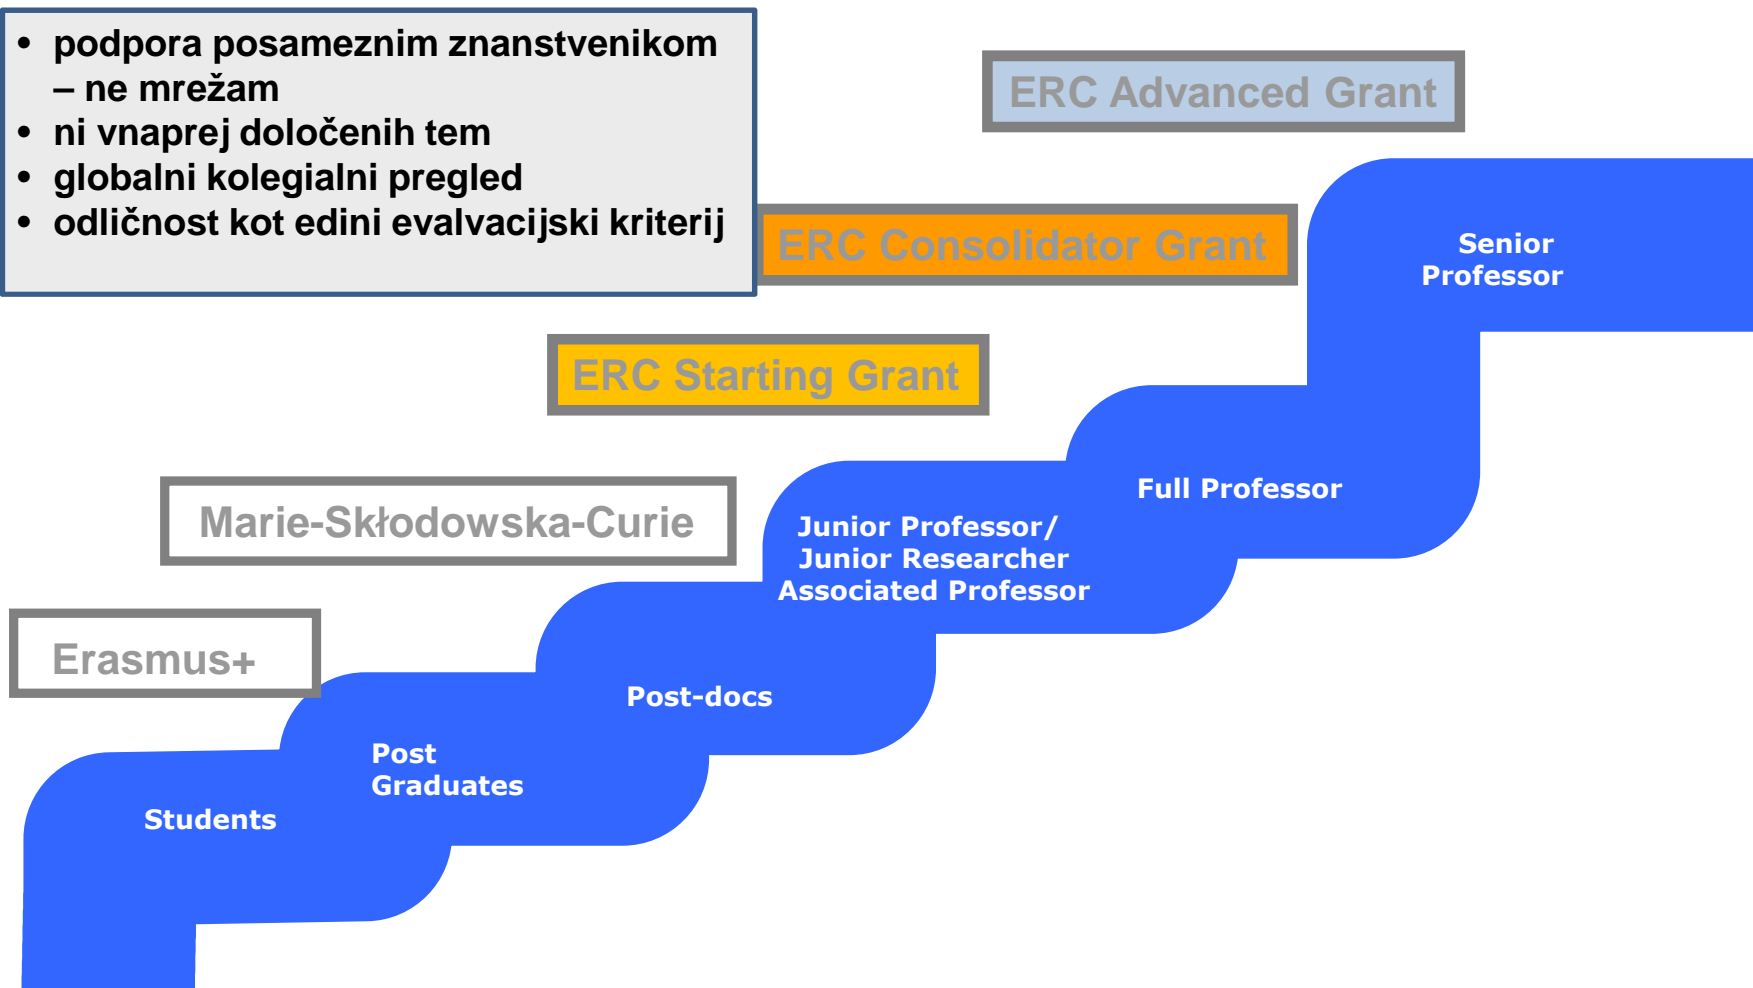 • podpora posameznim znanstvenikom
– ne mrežam
• ni vnaprej določenih tem
• globalni kolegialni pregled
• odličnost kot edini evalvacijski kriterij
ERC Advanced Grant
ERC Consolidator Grant
Senior
Professor
ERC Starting Grant
Full Professor
Marie-Skłodowska-Curie
Junior Professor/
Junior Researcher
Associated Professor
Erasmus+
Post-docs
Post
Graduates
Students